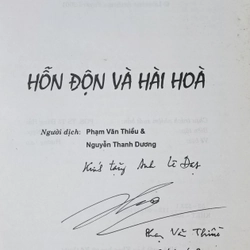 HỖN ĐỘN VÀ HÀI HOÀ
Người dịch: Phạm Văn Thiều &
Nguyễn Thanh Dương
Kính tặng Anh Lê Đạt
Phạm Văn Thiều